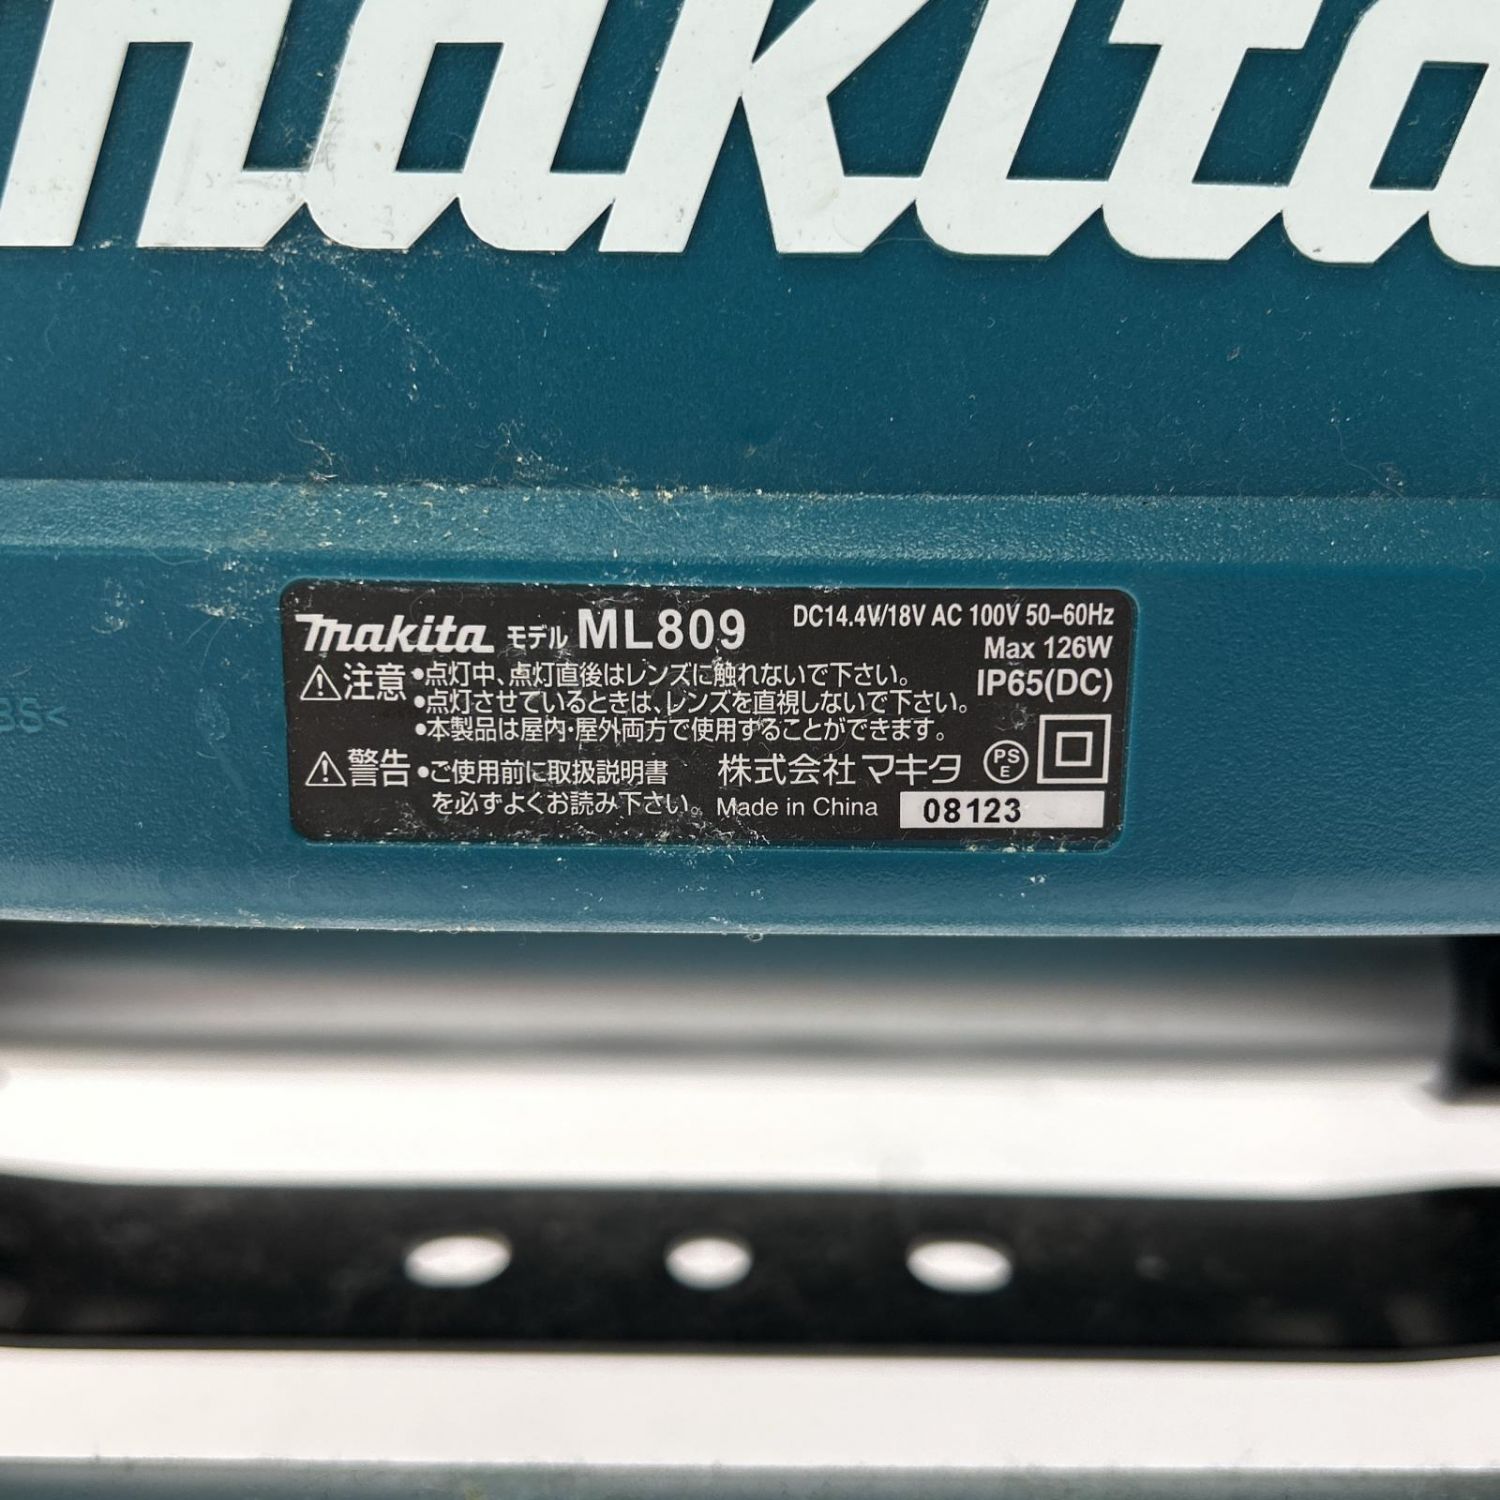 makita
makita モデル ML809 DC14.4V/18V AC 100V 50-60Hz
Max 126W
IP65(DC)
⚠注意 ●点灯中、点灯直後はレンズに触れないで下さい。
●点灯させているときは、レンズを直視しないで下さい。
●本製品は屋内・屋外両方で使用することができます。
⚠警告 ●ご使用前に取扱説明書
を必ずよくお読み下さい。
株式会社マキタ PS E
Made in China 08123